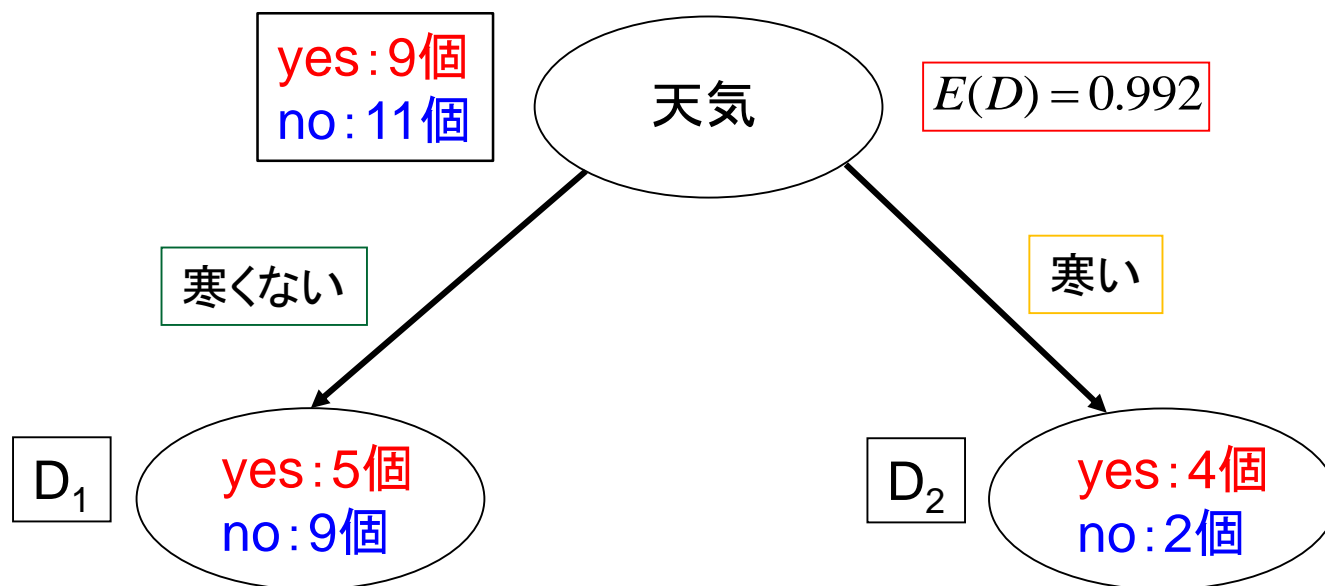 yes：9個
no：11個
天気
E(D) = 0.992
寒くない
寒い
D₁
yes：5個
no：9個
D₂
yes：4個
no：2個